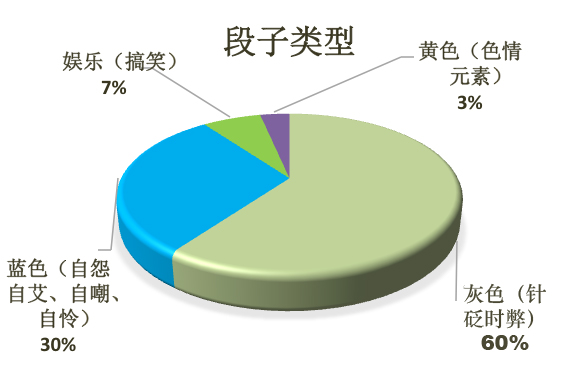 段子类型
娱乐（搞笑）
7%
黄色（色情
元素）
3%
蓝色（自怨
自艾、自嘲、
自怜）
30%
灰色（针
砭时弊）
60%